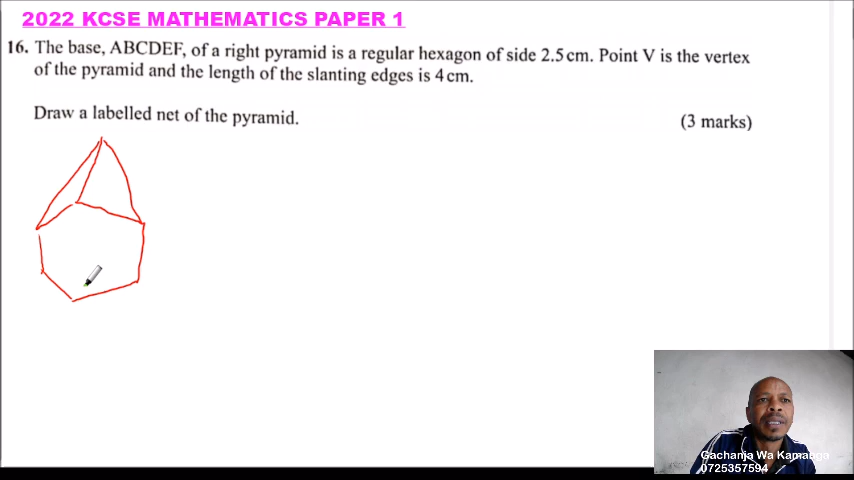 2022 KCSE MATHEMATICS PAPER 1
16. The base, ABCDEF, of a right pyramid is a regular hexagon of side 2.5 cm. Point V is the vertex
of the pyramid and the length of the slanting edges is 4 cm.
Draw a labelled net of the pyramid.
(3 marks)
Gachanja Wa Kamanga
0725357594